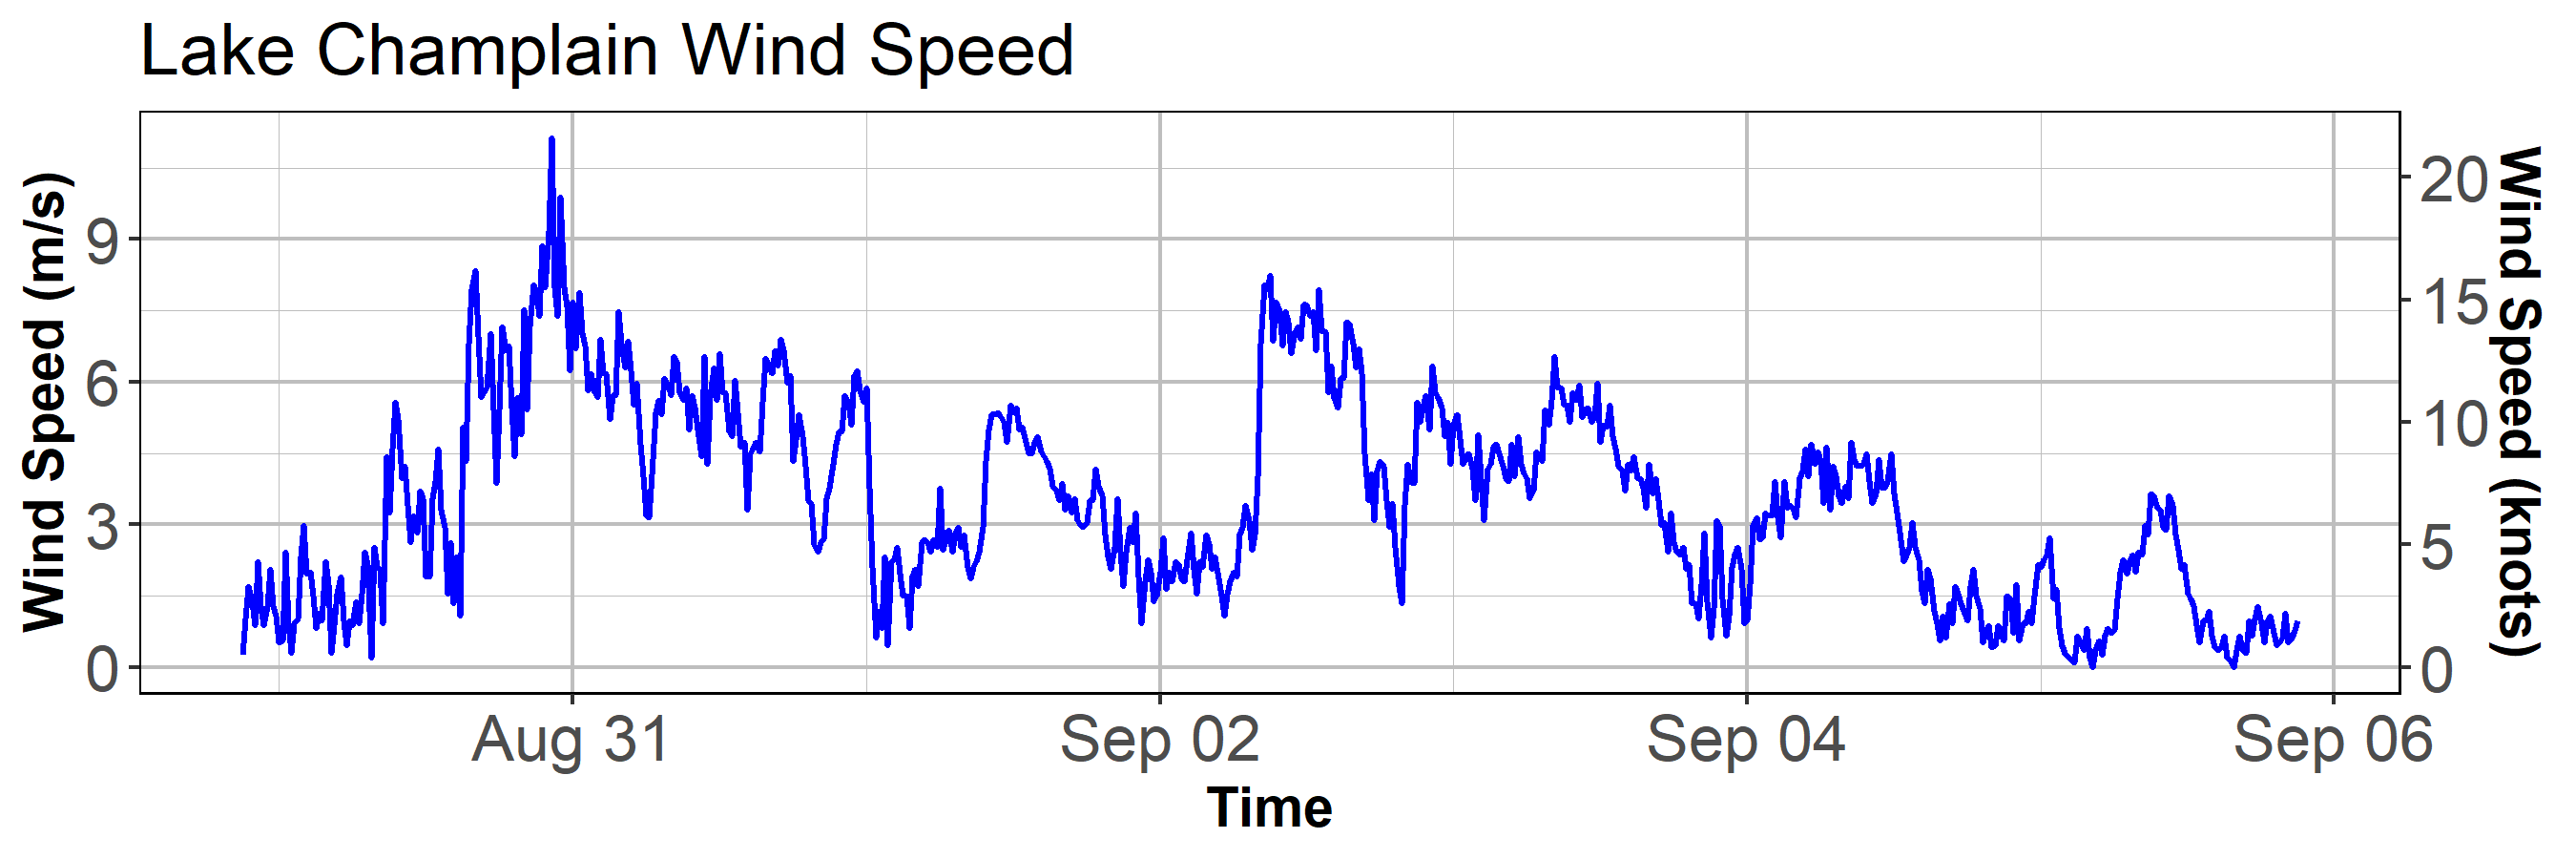 Lake Champlain Wind Speed
Wind Speed (m/s)
9
6
3
0
20
15
10
5
0
Wind Speed (knots)
Aug 31
Sep 02
Sep 04
Sep 06
Time